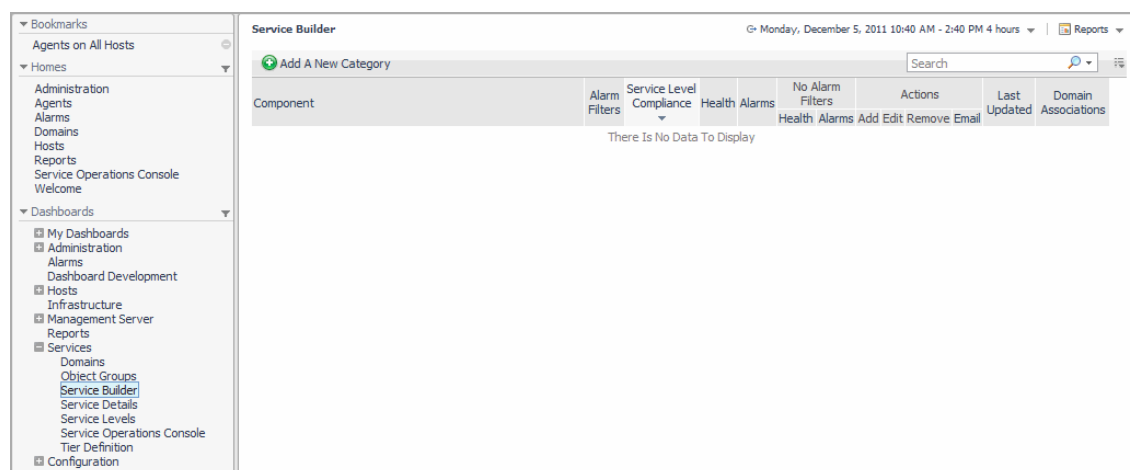 Bookmarks
Agents on All Hosts
Homes
Administration
Agents
Alarms
Domains
Hosts
Reports
Service Operations Console
Welcome
Dashboards
My Dashboards
Administration
Alarms
Dashboard Development
Hosts
Infrastructure
Management Server
Reports
Services
Domains
Object Groups
Service Builder
Service Details
Service Levels
Service Operations Console
Tier Definition
Configuration
Service Builder
Monday, December 5, 2011 10:40 AM - 2:40 PM 4 hours
Reports
Add A New Category
Search
Component
Alarm
Filters
Service Level
Compliance
Health
Alarms
No Alarm
Filters
Health Alarms
Actions
Add Edit Remove Email
Last
Updated
Domain
Associations
There Is No Data To Display